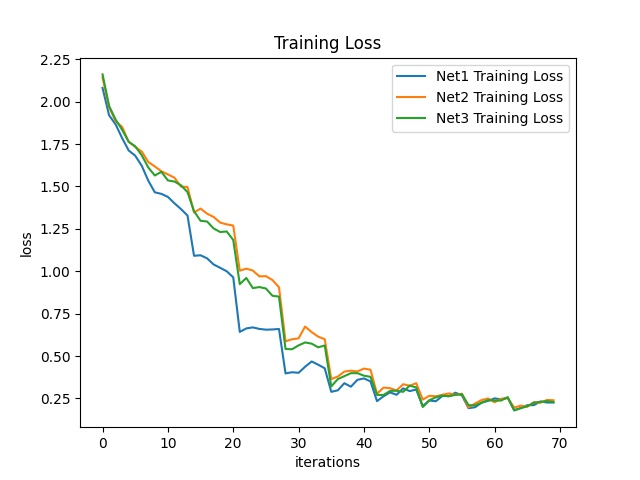 Training Loss
Net1 Training Loss
Net2 Training Loss
Net3 Training Loss
loss
2.25
2.00
1.75
1.50
1.25
1.00
0.75
0.50
0.25
0 10 20 30 40 50 60 70
iterations